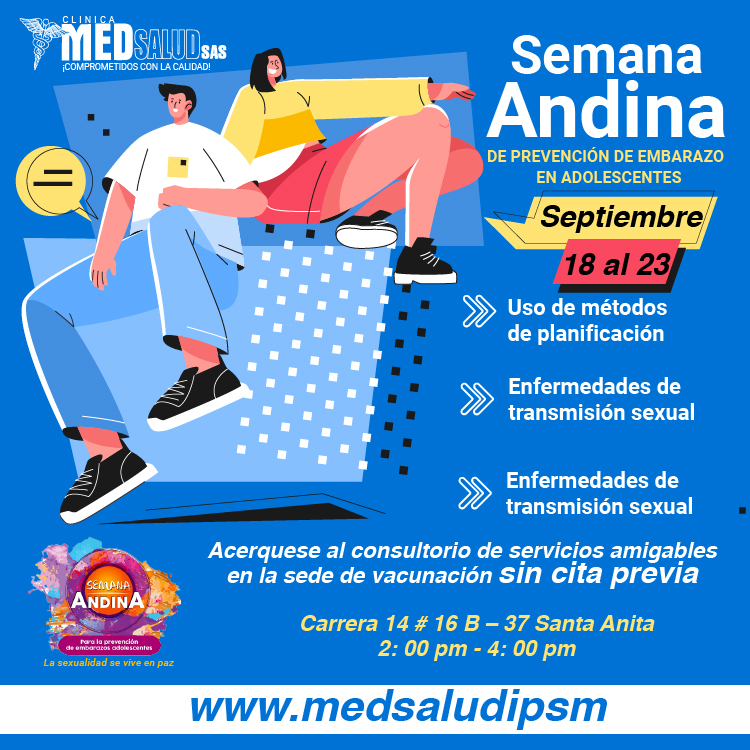 CLINICA
MEDSALUD SAS
¡COMPROMETIDOS CON LA CALIDAD!
Semana
Andina
DE PREVENCIÓN DE EMBARAZO
EN ADOLESCENTES
Septiembre
18 al 23
Uso de métodos
de planificación
Enfermedades de
transmisión sexual
Enfermedades de
transmisión sexual
Acerquese al consultorio de servicios amigables
en la sede de vacunación sin cita previa
Carrera 14 # 16 B – 37 Santa Anita
2: 00 pm - 4: 00 pm
SEMANA
ANDINA
Para la prevención
de embarazos adolescentes
La sexualidad se vive en paz
www.medsaludipsm